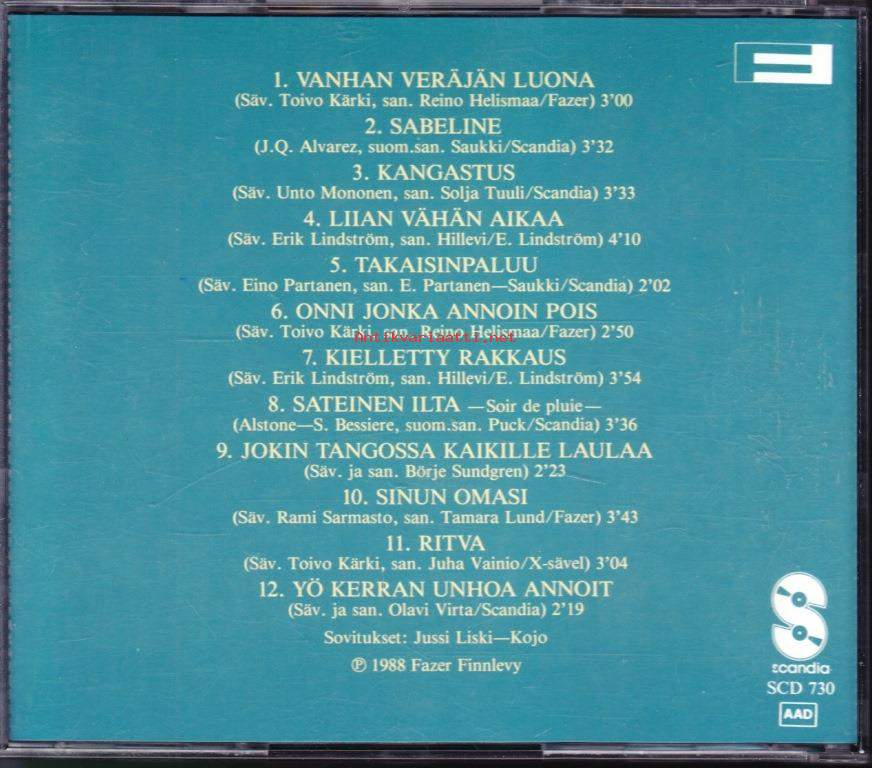 1. VANHAN VERÄJÄN LUONA
(Säv. Toivo Kärki, san. Reino Helismaa/Fazer) 3'00
2. SABELINE
(J.Q. Alvarez, suom.san. Saukki/Scandia) 3'32
3. KANGASTUS
(Säv. Unto Mononen, san. Solja Tuuli/Scandia) 3'33
4. LIIAN VÄHÄN AIKAA
(Säv. Erik Lindström, san. Hillevi/E. Lindström) 4'10
5. TAKAISINPALUU
(Säv. Eino Partanen, san. E. Partanen—Saukki/Scandia) 2'02
6. ONNI JONKA ANNOIN POIS
(Säv. Toivo Kärki, san. Reino Helismaa/Fazer) 2'50
Antikvariaatti.net
7. KIELLETTY RAKKAUS
(Säv. Erik Lindström, san. Hillevi/E. Lindström) 3'54
8. SATEINEN ILTA —Soir de pluie—
(Alstone—S. Bessiere, suom.san. Puck/Scandia) 3'36
9. JOKIN TANGOSSA KAIKILLE LAULAA
(Säv. ja san. Börje Sundgren) 2'23
10. SINUN OMASI
(Säv. Rami Sarmasto, san. Tamara Lund/Fazer) 3'43
11. RITVA
(Säv. Toivo Kärki, san. Juha Vainio/X-sävel) 3'04
12. YÖ KERRAN UNHOA ANNOIT
(Säv. ja san. Olavi Virta/Scandia) 2'19
Sovitukset: Jussi Liski—Kojo
℗ 1988 Fazer Finnlevy
scandia
SCD 730
AAD